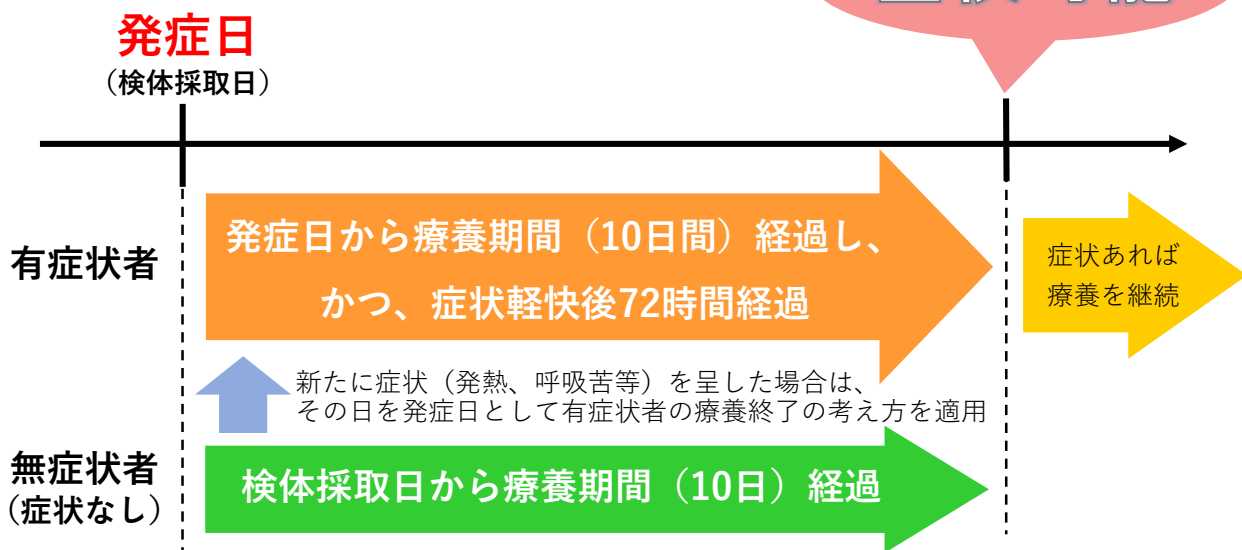 発症日
(検体採取日)
有症状者
発症日から療養期間（10日間）経過し、
かつ、症状軽快後72時間経過
症状あれば
療養を継続
新たに症状（発熱、呼吸苦等）を呈した場合は、
その日を発症日として有症状者の療養終了の考え方を適用
無症状者
(症状なし)
検体採取日から療養期間（10日）経過